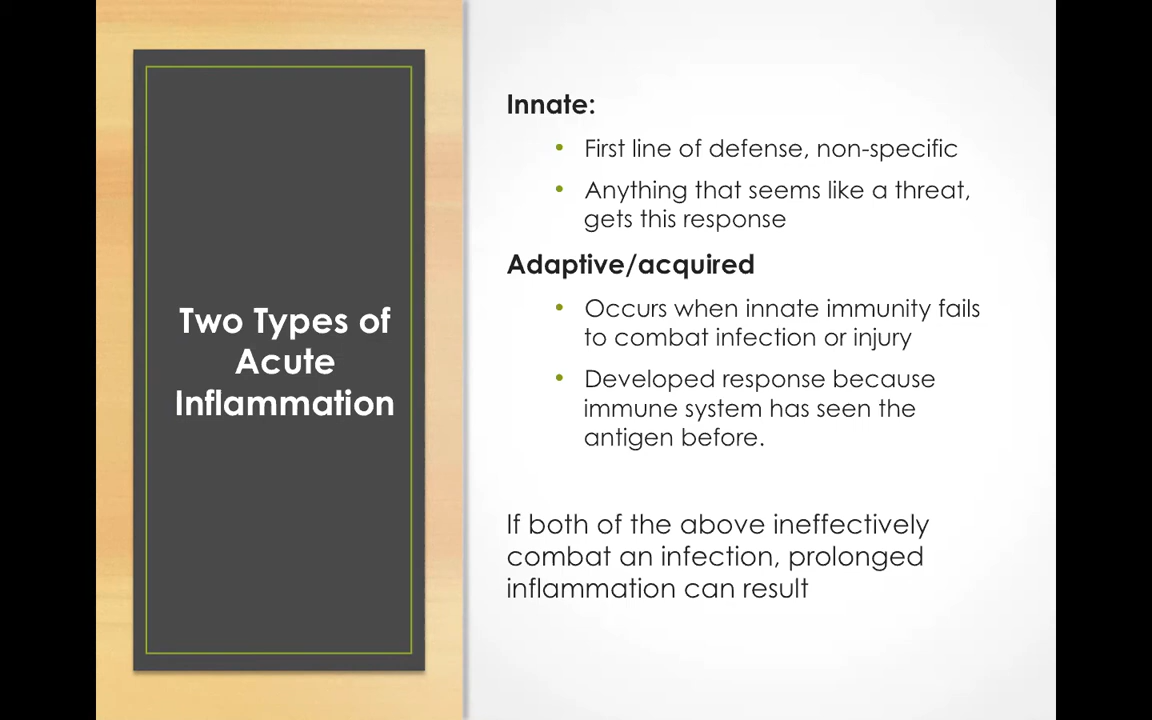 Two Types of
Acute
Inflammation
Innate:
• First line of defense, non-specific
• Anything that seems like a threat,
gets this response
Adaptive/acquired
• Occurs when innate immunity fails
to combat infection or injury
• Developed response because
immune system has seen the
antigen before.
If both of the above ineffectively
combat an infection, prolonged
inflammation can result